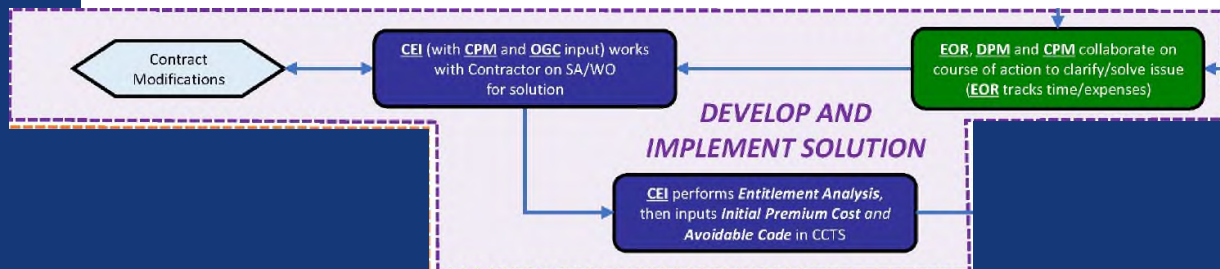 Contract
Modifications
CEI (with CPM and OGC input) works
with Contractor on SA/WO
for solution
EOR, DPM and CPM collaborate on
course of action to clarify/solve issue
(EOR tracks time/expenses)
DEVELOP AND
IMPLEMENT SOLUTION
CEI performs Entitlement Analysis,
then inputs Initial Premium Cost and
Avoidable Code in CCTS